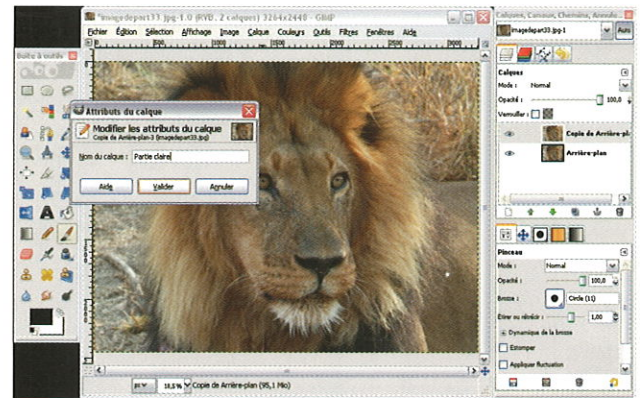 *imagedepart33.jpg-1.0 (RVB, 2 calques) 3264x2448 - GIMP
Fichier Édition Sélection Affichage Image Calque Couleurs Outils Filtres Fenêtres Aide
Boîte à outils
Attributs du calque
Modifier les attributs du calque
Copie de Arrière-plan-3 (imagedepart33.jpg)
Nom du calque : Partie claire
Aide Valider Annuler
px 18,5% Copie de Arrière-plan (95,1 Mio)
Calques, Canaux, Chemins, Annule
imagedepart33.jpg-1 Auto
Calques
Mode : Normal
Opacité : 100,0
Verrouiller :
Copie de Arrière-pl
Arrière-plan
Pinceau
Mode : Normal
Opacité : 100,0
Brosse : Circle (11)
Étirer ou rétrécir : 1,00
Dynamique de la brosse
Estomper
Appliquer fluctuation